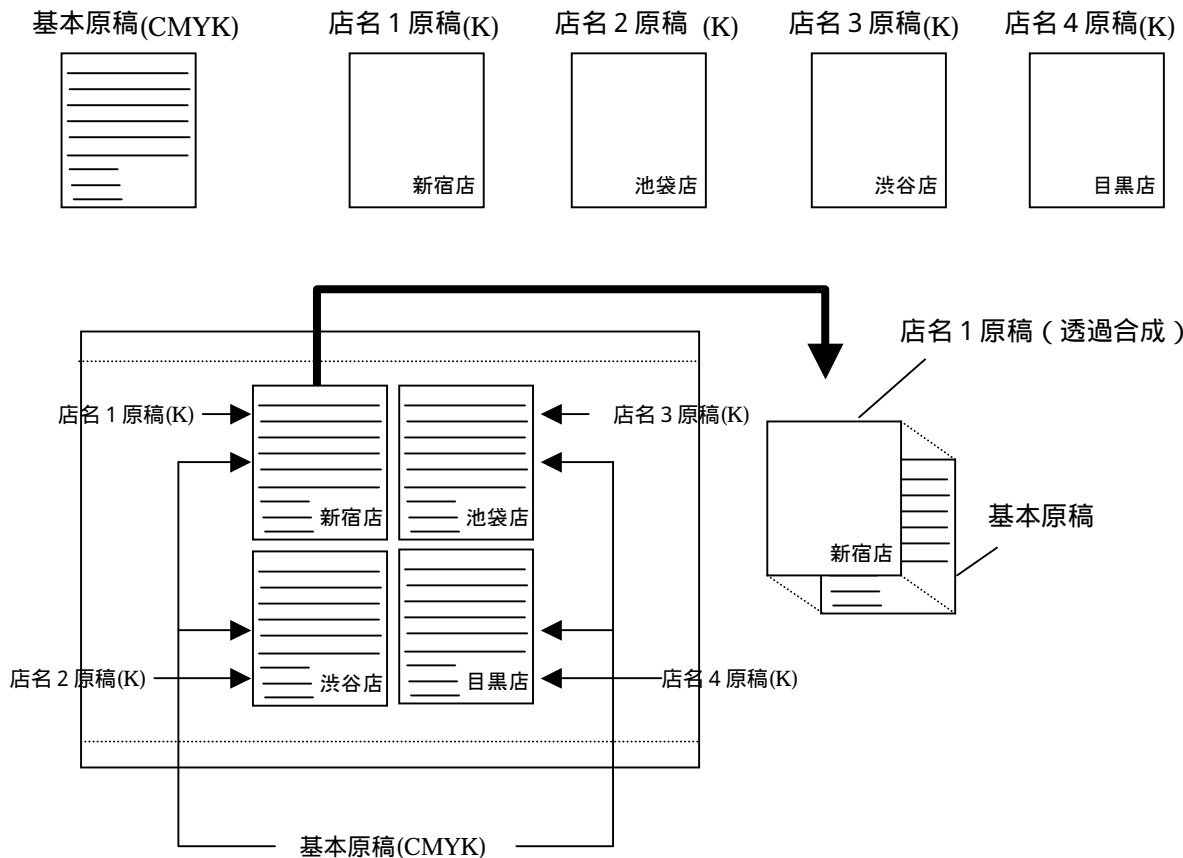 基本原稿(CMYK)
店名1原稿(K)
店名2原稿 (K)
店名3原稿(K)
店名4原稿(K)
新宿店
池袋店
渋谷店
目黒店
店名1原稿(透過合成)
店名1原稿(K)
店名3原稿(K)
新宿店
池袋店
基本原稿
新宿店
店名2原稿(K)
渋谷店
目黒店
店名4原稿(K)
基本原稿(CMYK)